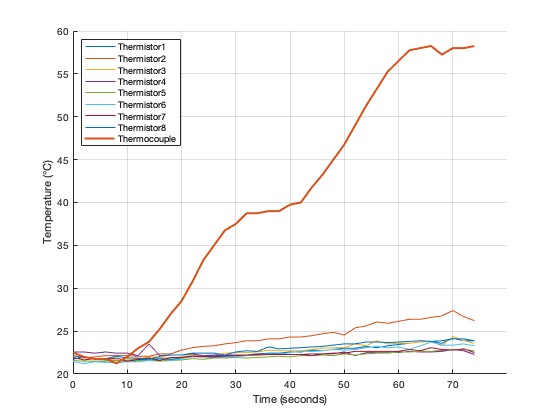 60
Thermistor1
Thermistor2
Thermistor3
Thermistor4
Thermistor5
Thermistor6
Thermistor7
Thermistor8
Thermocouple
55
50
45
40
35
30
25
20
Temperature (°C)
0 10 20 30 40 50 60 70
Time (seconds)